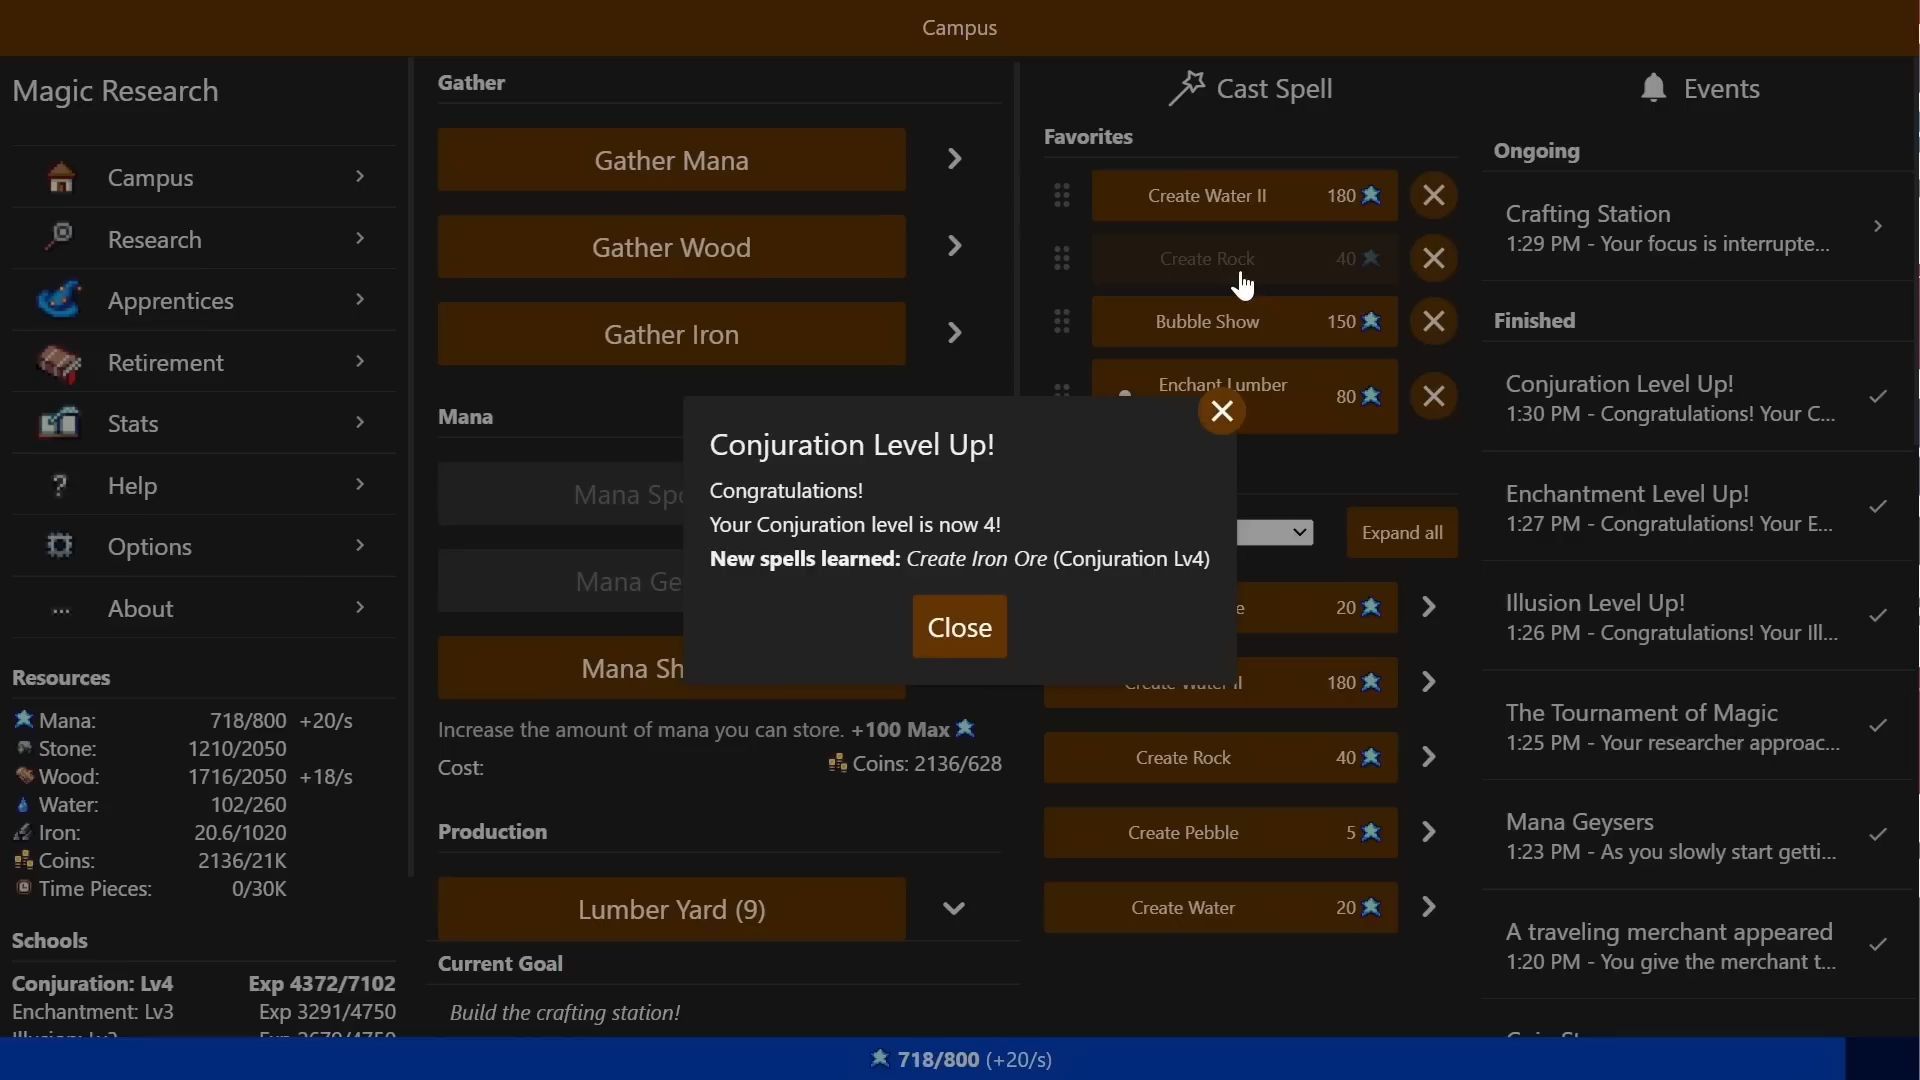 Campus
Magic Research
Campus
Research
Apprentices
Retirement
Stats
? Help
Options
... About
Resources
Mana: 718/800 +20/s
Stone: 1210/2050
Wood: 1716/2050 +18/s
Water: 102/260
Iron: 20.6/1020
Coins: 2136/21K
Time Pieces: 0/30K
Schools
Conjuration: Lv4 Exp 4372/7102
Enchantment: Lv3 Exp 3291/4750
Gather
Gather Mana
Gather Wood
Gather Iron
Mana
Mana Spo
Mana Ge
Mana Sh
Increase the amount of mana you can store. +100 Max
Cost: Coins: 2136/628
Production
Lumber Yard (9)
Current Goal
Build the crafting station!
Conjuration Level Up!
Congratulations!
Your Conjuration level is now 4!
New spells learned: Create Iron Ore (Conjuration Lv4)
Close
Cast Spell
Favorites
Create Water II 180
Create Rock 40
Bubble Show 150
Enchant Lumber
80
Expand all
e 20
Create Water II 180
Create Rock 40
Create Pebble 5
Create Water 20
Events
Ongoing
Crafting Station
1:29 PM - Your focus is interrupte...
Finished
Conjuration Level Up!
1:30 PM - Congratulations! Your C...
Enchantment Level Up!
1:27 PM - Congratulations! Your E...
Illusion Level Up!
1:26 PM - Congratulations! Your Ill...
The Tournament of Magic
1:25 PM - Your researcher approac...
Mana Geysers
1:23 PM - As you slowly start getti...
A traveling merchant appeared
1:20 PM - You give the merchant t...
718/800 (+20/s)